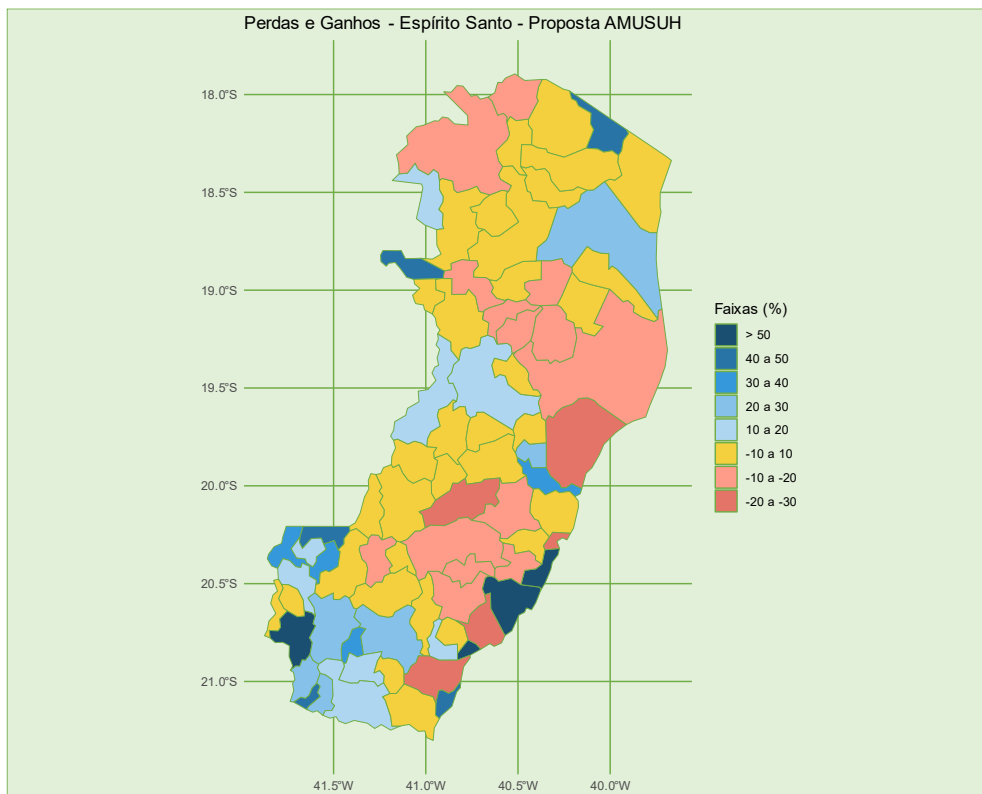 Perdas e Ganhos - Espírito Santo - Proposta AMUSUH
18.0°S
18.5°S
19.0°S
19.5°S
20.0°S
20.5°S
21.0°S
41.5°W 41.0°W 40.5°W 40.0°W
Faixas (%)
> 50
40 a 50
30 a 40
20 a 30
10 a 20
-10 a 10
-10 a -20
-20 a -30